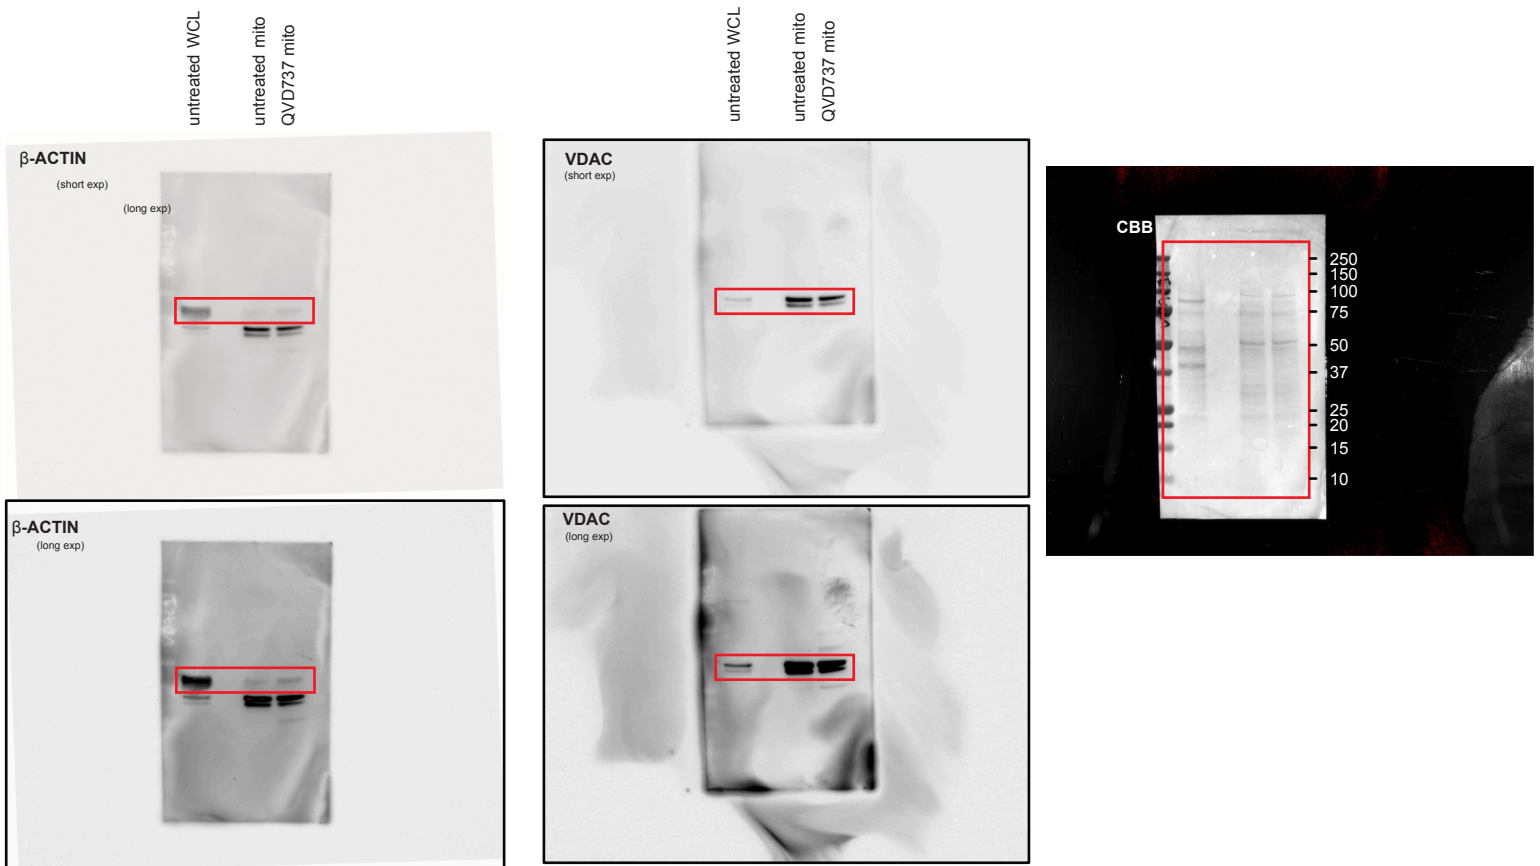 untreated WCL
untreated mito
QVD737 mito
untreated WCL
untreated mito
QVD737 mito
β-ACTIN
(short exp)
(long exp)
VDAC
(short exp)
CBB
250
150
100
75
50
37
25
20
15
10
β-ACTIN
(long exp)
VDAC
(long exp)